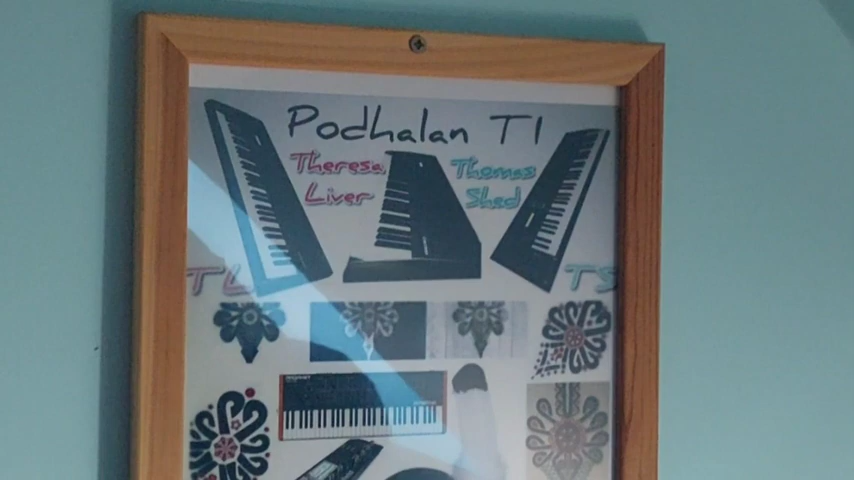 Podhalan T1
Theresa Thomas
Liver Shed
TL TS